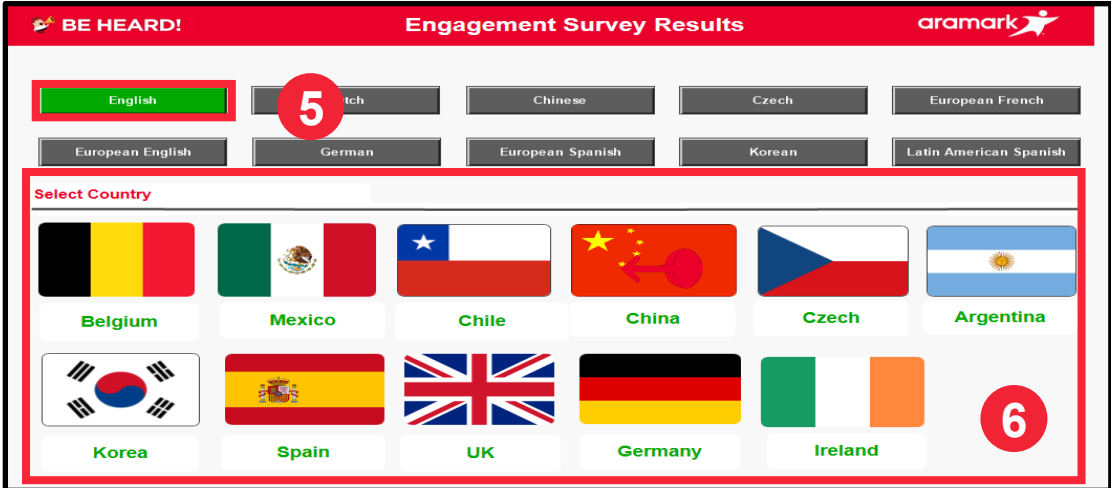 BE HEARD!
Engagement Survey Results
aramark
English
5
tch
Chinese
Czech
European French
European English
German
European Spanish
Korean
Latin American Spanish
Select Country
Belgium
Mexico
Chile
China
Czech
Argentina
Korea
Spain
UK
Germany
Ireland
6